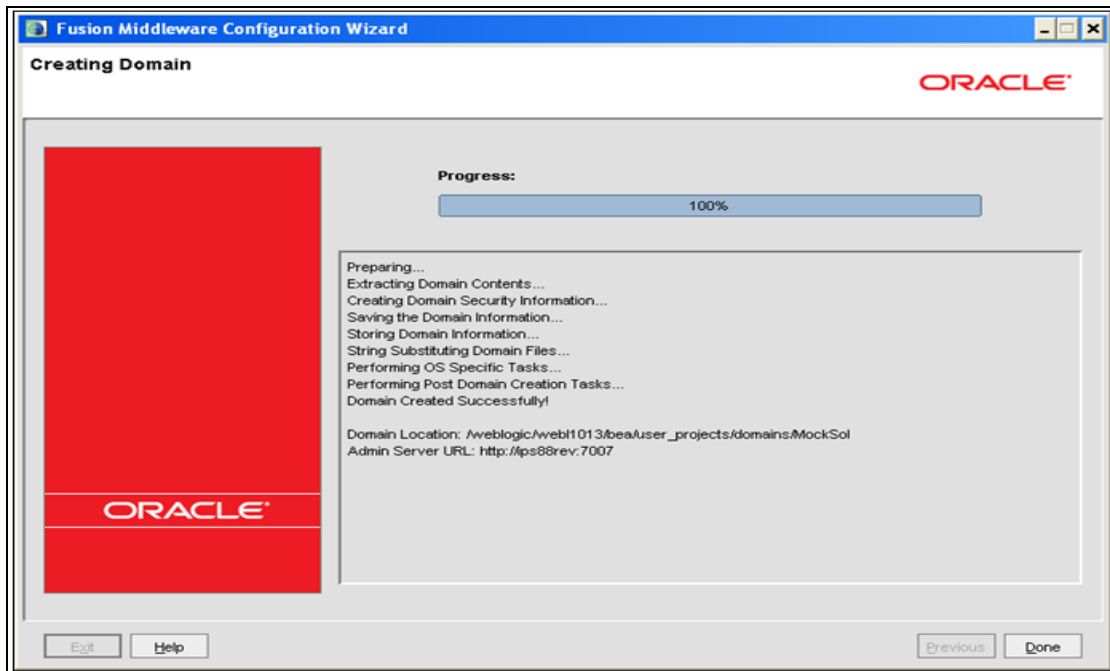 Fusion Middleware Configuration Wizard
Creating Domain
ORACLE
Progress:
100%
Preparing...
Extracting Domain Contents...
Creating Domain Security Information...
Saving the Domain Information...
Storing Domain Information...
String Substituting Domain Files...
Performing OS Specific Tasks...
Performing Post Domain Creation Tasks...
Domain Created Successfully!
Domain Location: /weblogic/webl1013/bea/user_projects/domains/MockSol
Admin Server URL: http://ips88rev:7007
ORACLE
Exit
Help
Previous
Done